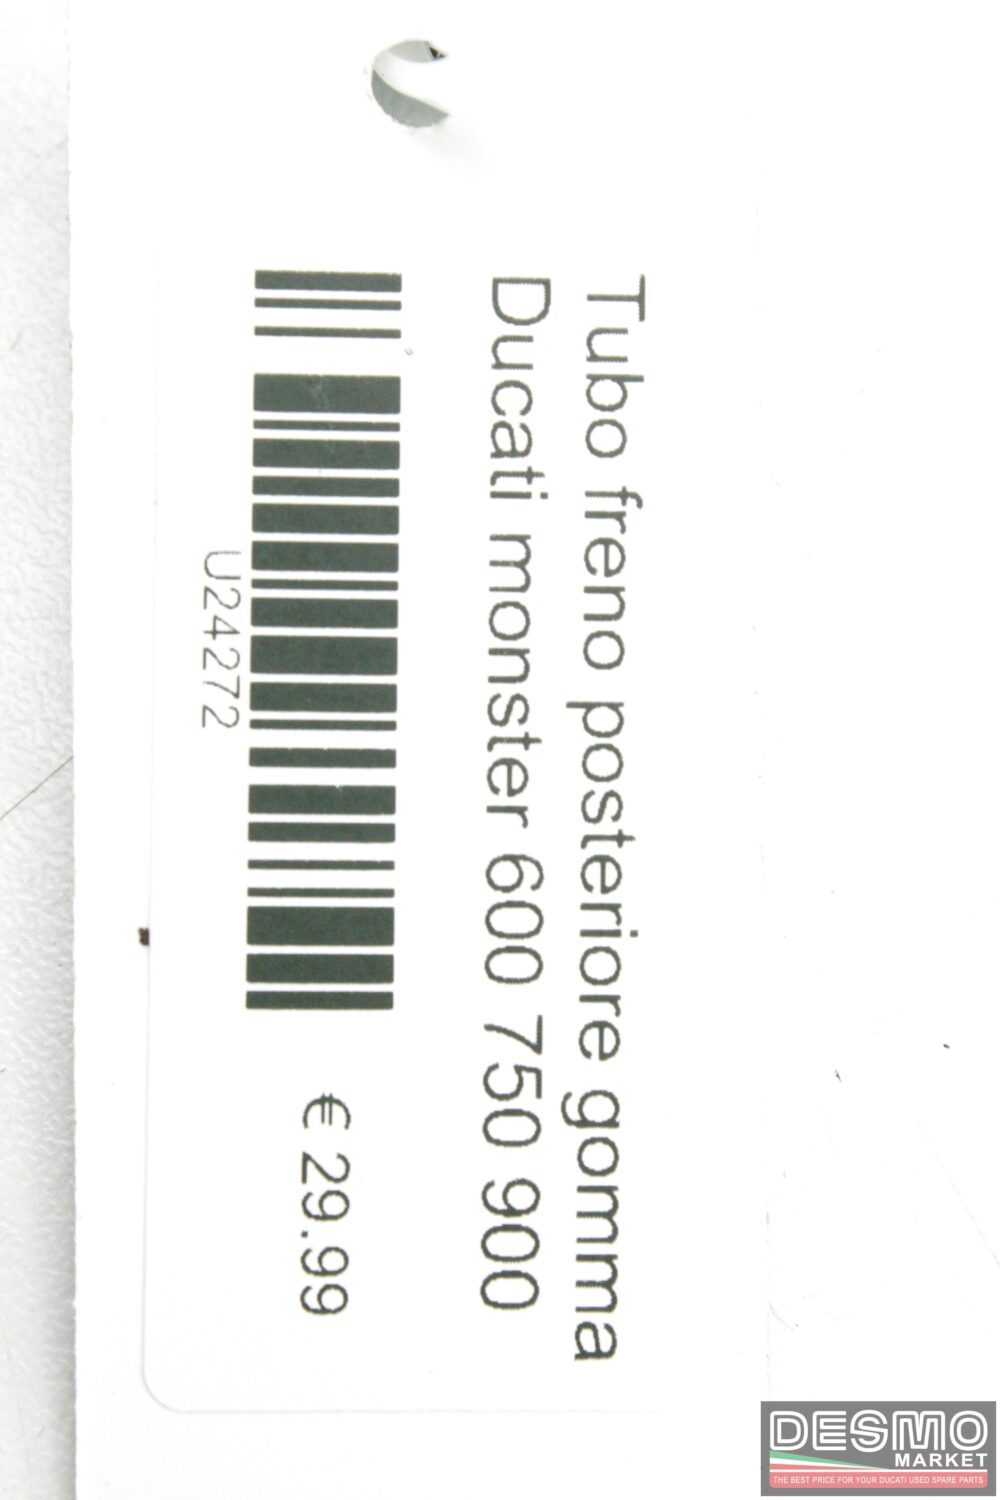 Tubo freno posteriore gomma
Ducati monster 600 750 900
U24272
€ 29.99
DESMO
MARKET
THE BEST PRICE FOR YOUR DUCATI USED SPARE PARTS